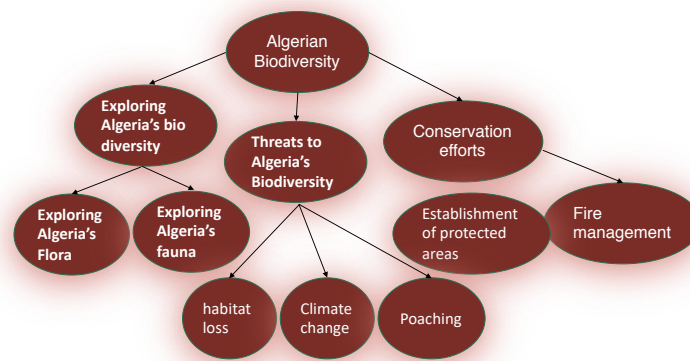 Algerian
Biodiversity
Exploring
Algeria's bio
diversity
Threats to
Algeria's
Biodiversity
Conservation
efforts
Exploring
Algeria's
Flora
Exploring
Algeria's
fauna
Establishment
of protected
areas
Fire
management
habitat
loss
Climate
change
Poaching